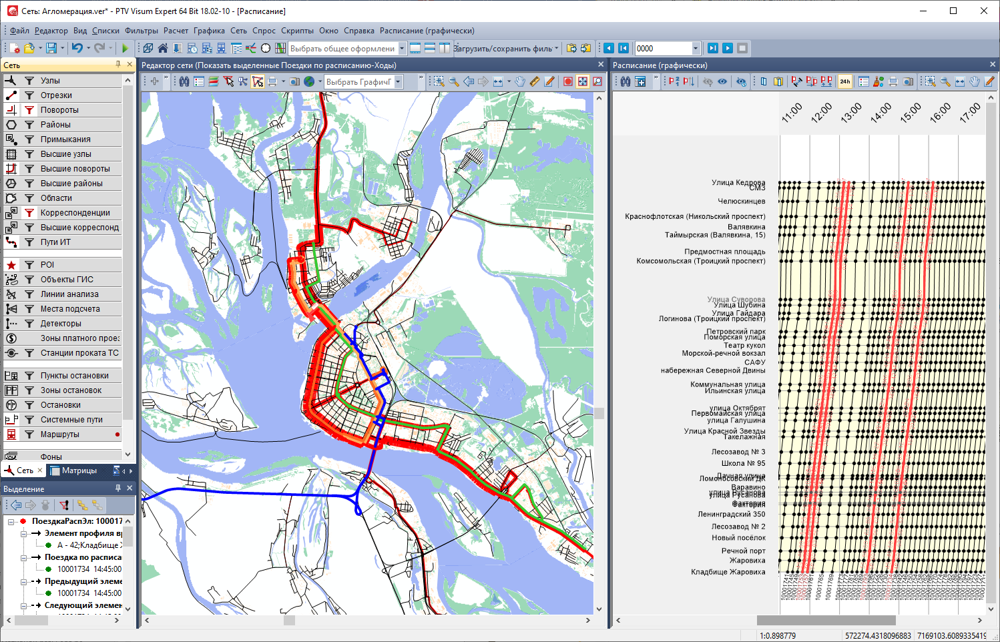 Сеть: Агломерация.ver* - PTV Visum Expert 64 Bit 18.02-10 - [Расписание]
Файл Редактор Вид Списки Фильтры Расчет Графика Сеть Спрос Скрипты Окно Справка Расписание (графически)
Выбрать общее оформлени
Загрузить/сохранить филь
0000
Сеть
Узлы
Отрезки
Повороты
Районы
Примыкания
Высшие узлы
Высшие повороты
Высшие районы
Области
Корреспонденции
Высшие корреспонд
Пути ИТ
POI
Объекты ГИС
Линии анализа
Места подсчета
Детекторы
Зоны платного прое
Станции проката ТС
Пункты остановки
Зоны остановок
Остановки
Системные пути
Маршруты
Фоны
Сеть
Матрицы
Выделение
ПоездкаРаспЭл: 100017
Элемент профиля в
А - 42;Кладбище
Поездка по расписа
10001734 14:45:00
Предыдущий элеме
10001734 14:45:00
Следующий элемен
Редактор сети (Показать выделенные Поездки по расписанию-Ходы)
Выбрать ГрафичГ
Расписание (графически)
24h
11:00
12:00
13:00
14:00
15:00
16:00
17:00
Улица Кедрова
СМЗ
Челюскинцев
Краснофлотская (Никольский проспект)
Валявкина
Таймырская (Валявкина, 15)
Предмостная площадь
Комсомольская (Троицкий проспект)
Улица Суворова
Улица Шубина
Улица Гайдара
Логинова (Троицкий проспект)
Петровский парк
Поморская улица
Театр кукол
Морской-речной вокзал
САФУ
набережная Северной Двины
Коммунальная улица
Ильинская улица
улица Октябрят
Первомайская улица
улица Галушина
Улица Красной Звезды
Такелажная
Лесозавод № 3
Школа № 95
Дачная улица
Ломоносовский ДК
Варавино
улица Русанова
Фактория
Ленинградский 350
Лесозавод № 2
Новый посёлок
Речной порт
Жаровиха
Кладбище Жаровиха
1:0.898779
572274.4318096883
7169103.6089335419